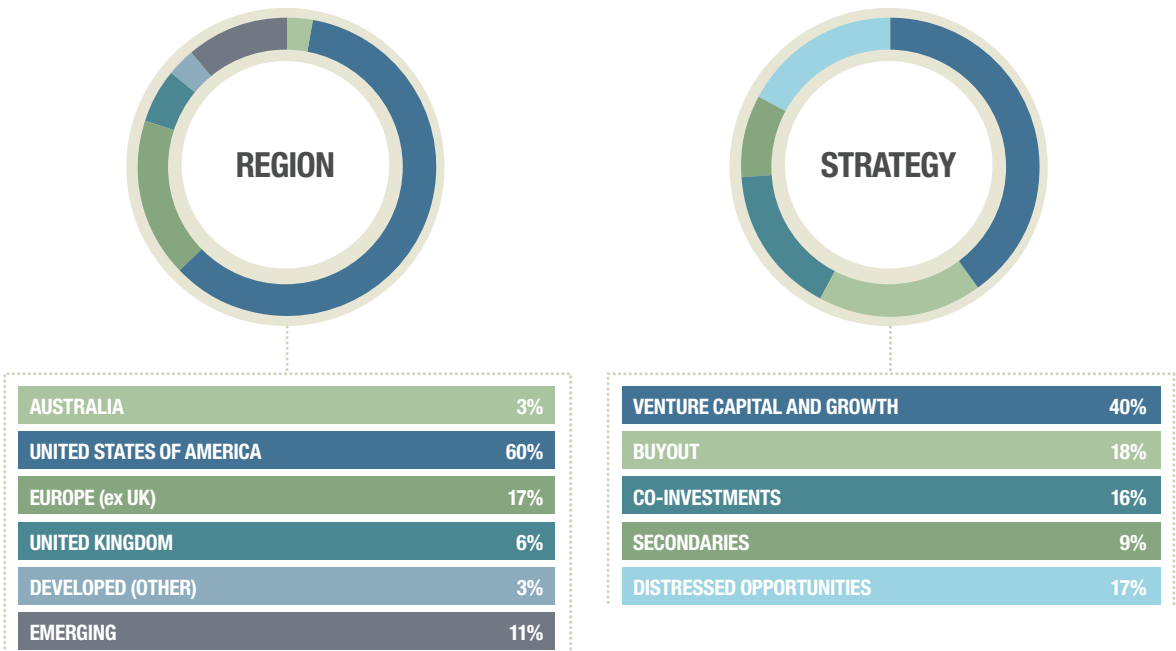 REGION
STRATEGY
AUSTRALIA 3%
UNITED STATES OF AMERICA 60%
EUROPE (ex UK) 17%
UNITED KINGDOM 6%
DEVELOPED (OTHER) 3%
EMERGING 11%
VENTURE CAPITAL AND GROWTH 40%
BUYOUT 18%
CO-INVESTMENTS 16%
SECONDARIES 9%
DISTRESSED OPPORTUNITIES 17%